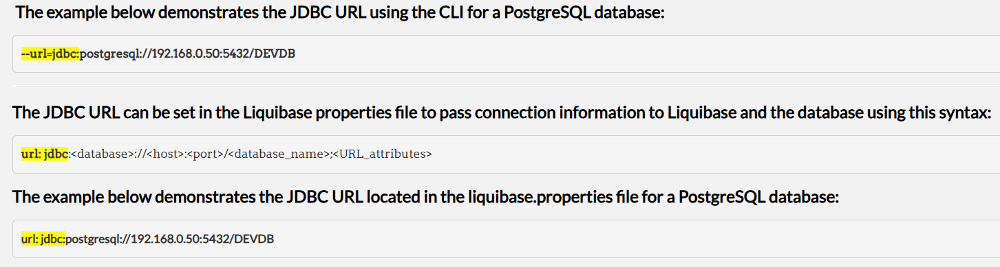 The example below demonstrates the JDBC URL using the CLI for a PostgreSQL database:
--url=jdbc:postgresql://192.168.0.50:5432/DEVDB
The JDBC URL can be set in the Liquibase properties file to pass connection information to Liquibase and the database using this syntax:
url: jdbc:<database>://<host>:<port>/<database_name>;<URL_attributes>
The example below demonstrates the JDBC URL located in the liquibase.properties file for a PostgreSQL database:
url: jdbc:postgresql://192.168.0.50:5432/DEVDB